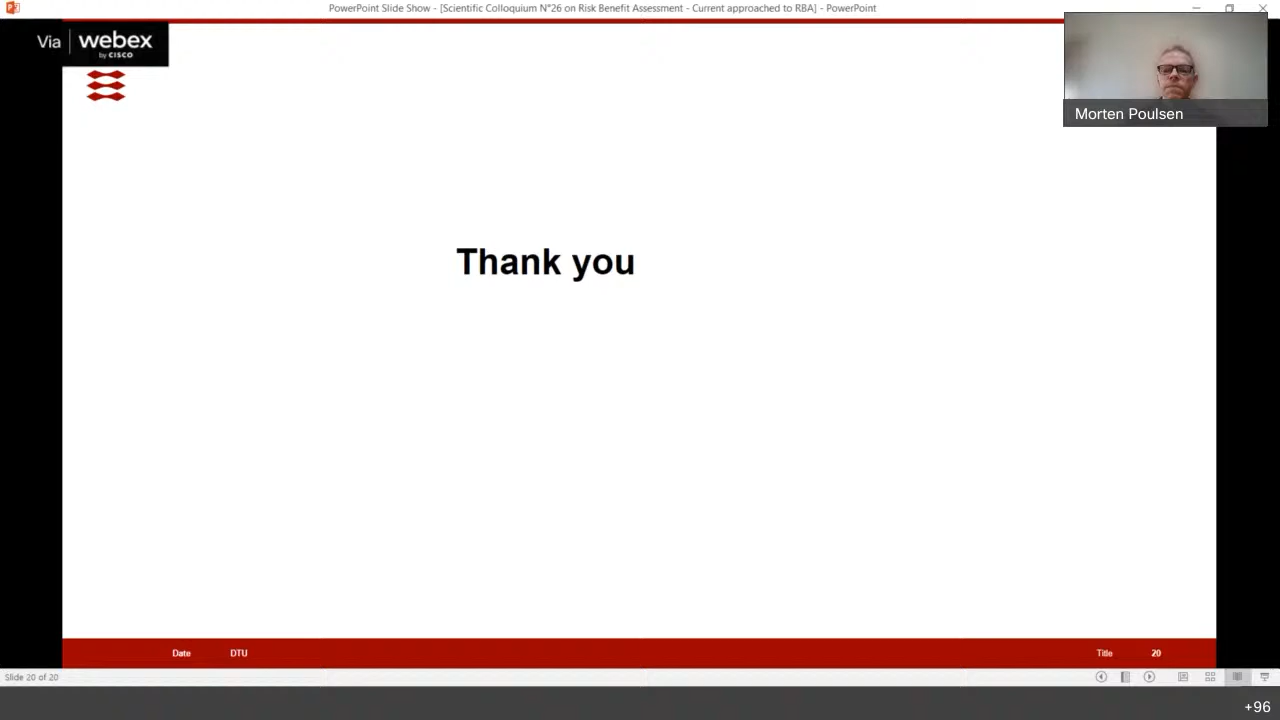 PowerPoint Slide Show - [Scientific Colloquium N°26 on Risk Benefit Assessment - Current approached to RBA] - PowerPoint
Via webex
by CISCO
Morten Poulsen
Thank you
Date DTU Title 20
Slide 20 of 20
+96